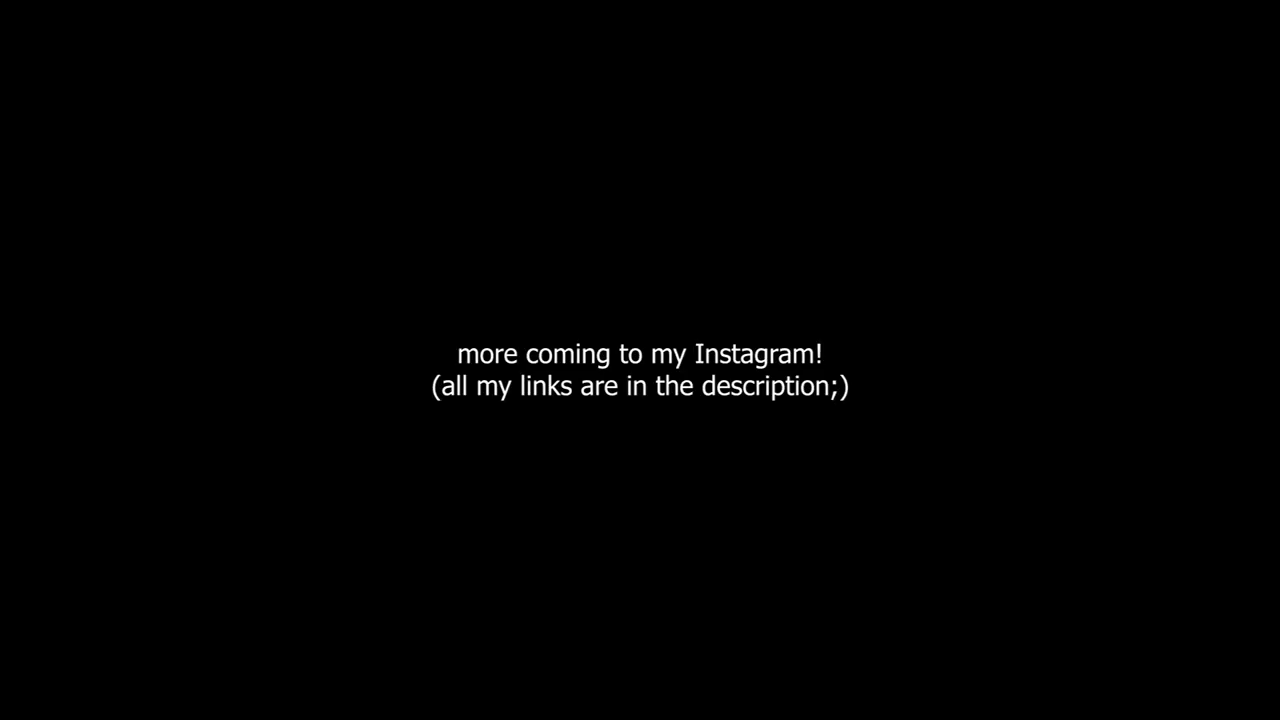 more coming to my Instagram!
(all my links are in the description;)